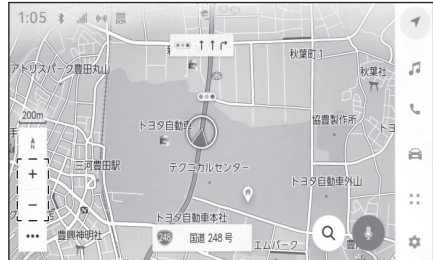 1:05
秋葉町1
アトリスパーク豊田丸山
秋葉社
200m
トヨタ自動車
協豊製作所
N
三河豊田駅
テクニカルセンター
トヨタ自動車外山
トヨタ自動車本社
248 国道 248 号
豊興神明社
エムパーク